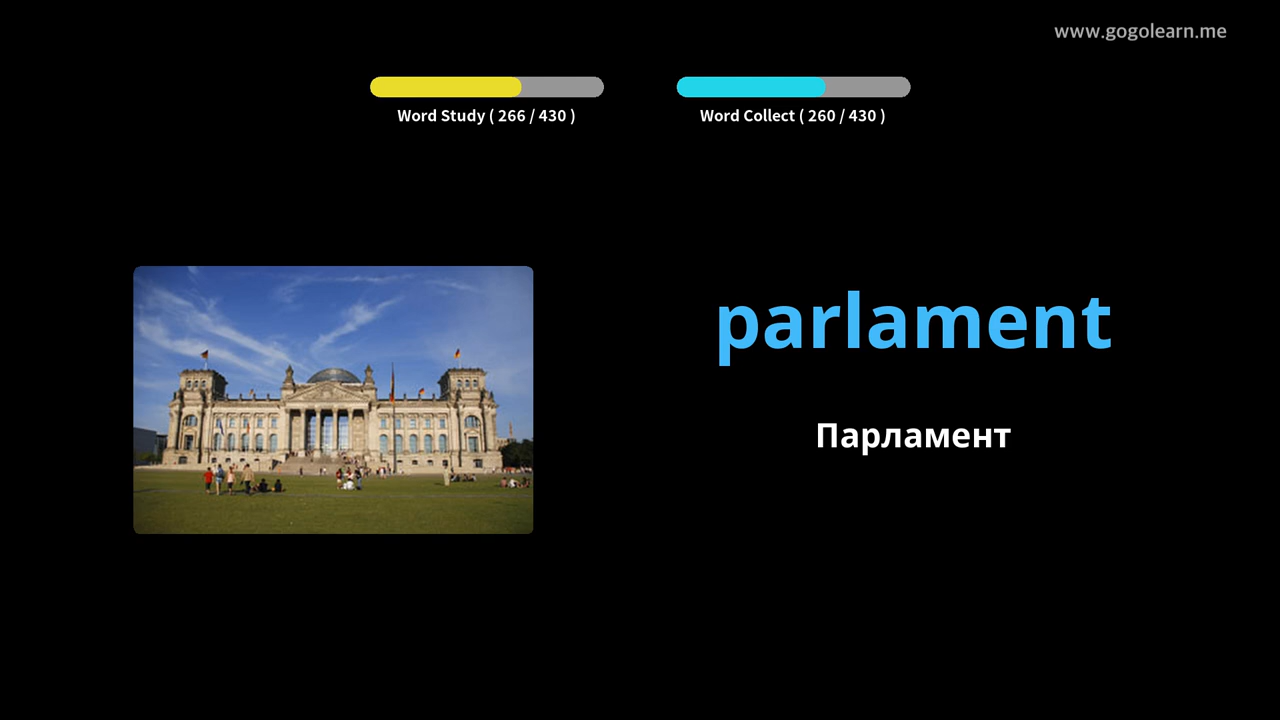 www.gogolearn.me
Word Study ( 266 / 430 )
Word Collect ( 260 / 430 )
parlament
Парламент